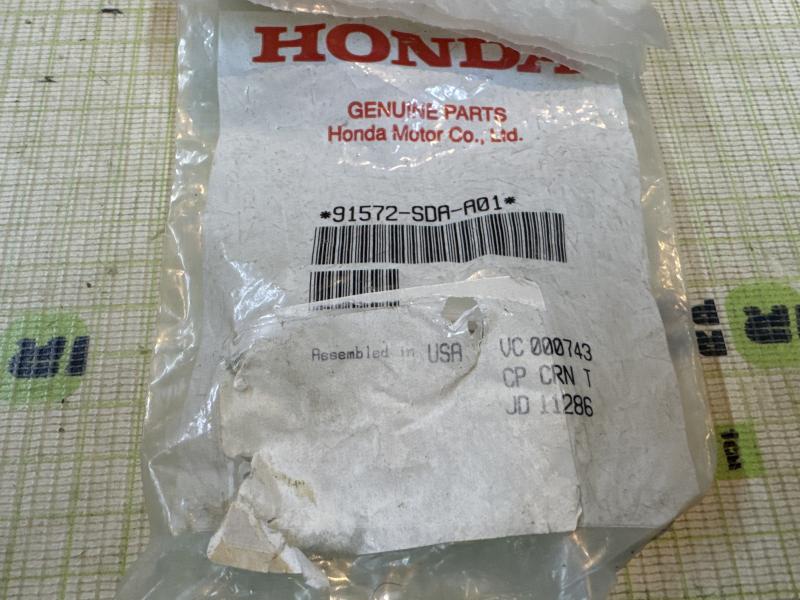 HONDA
GENUINE PARTS
Honda Motor Co., Ltd.
*91572-SDA-A01*
Assembled in USA
VC 000743
CP CRN T
JD 11286